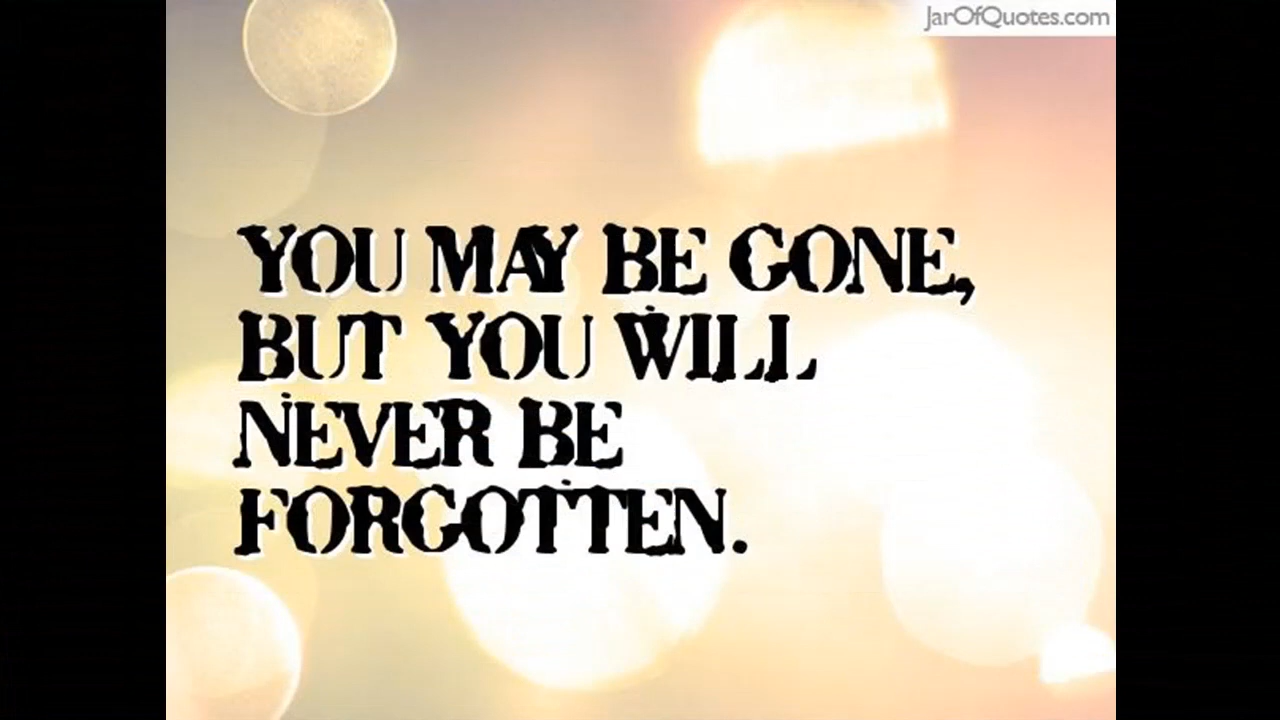 JarOfQuotes.com
YOU MAY BE GONE,
BUT YOU WILL
NEVER BE
FORGOTTEN.